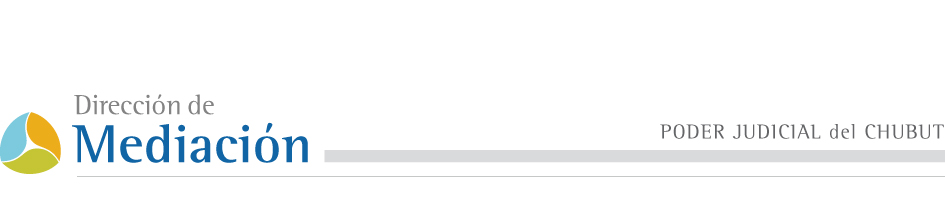 Dirección de
Mediación
PODER JUDICIAL del CHUBUT